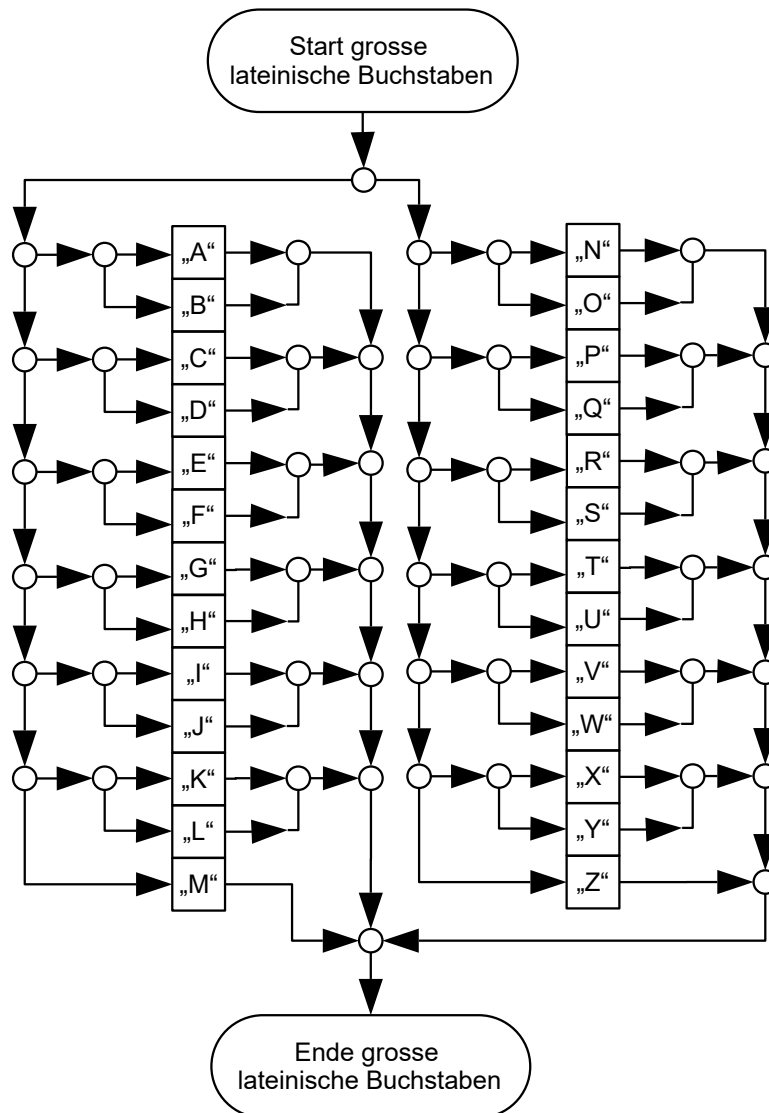 Start grosse
lateinische Buchstaben
„A“
„B“
„C“
„D“
„E“
„F“
„G“
„H“
„I“
„J“
„K“
„L“
„M“
„N“
„O“
„P“
„Q“
„R“
„S“
„T“
„U“
„V“
„W“
„X“
„Y“
„Z“
Ende grosse
lateinische Buchstaben